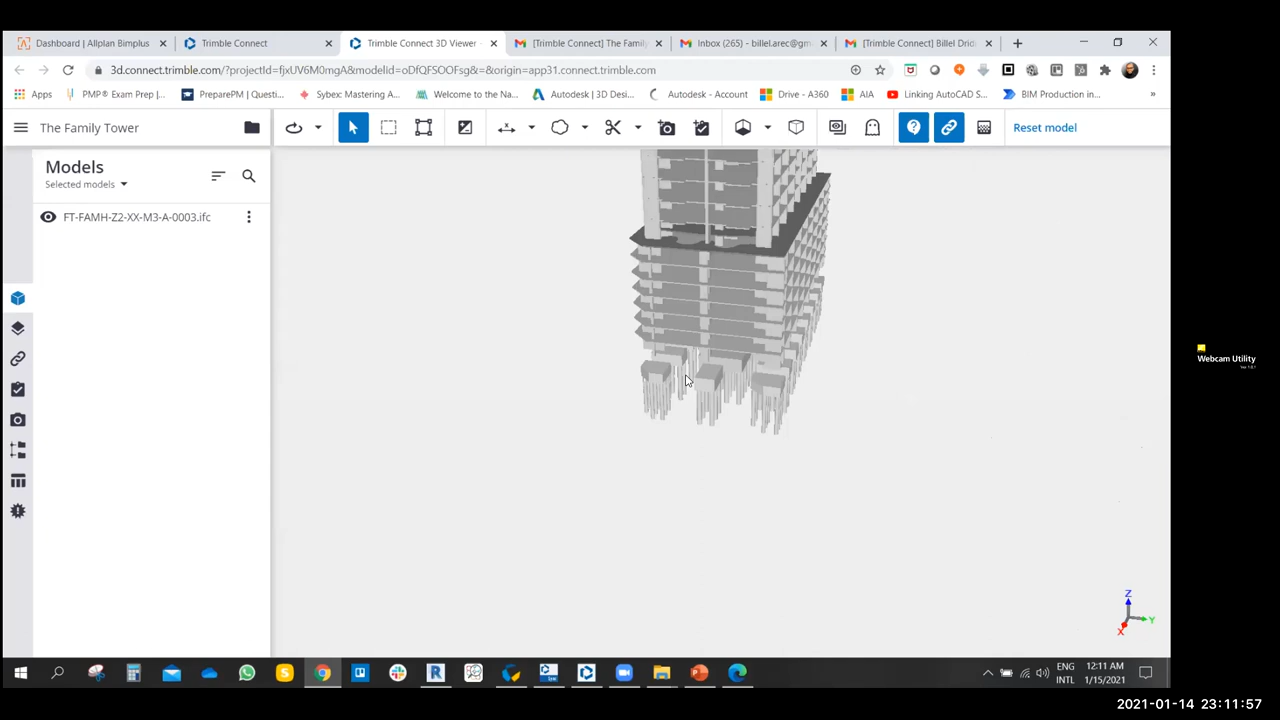 Dashboard | Allplan Bimplus
Trimble Connect
Trimble Connect 3D Viewer -
[Trimble Connect] The Family
Inbox (265) - billel.arec@gm
[Trimble Connect] Billel Drid
3d.connect.trimble.com/?projectId=fjxUV6M0mgA&modelId=oDfQFSOOFsg&=&origin=app31.connect.trimble.com
Apps
PMP® Exam Prep |...
PreparePM | Questi...
Sybex: Mastering A...
Welcome to the Na...
Autodesk | 3D Desi...
Autodesk - Account
Drive - A360
AIA
Linking AutoCAD S...
BIM Production in...
»
The Family Tower
Reset model
Models
Selected models
FT-FAMH-Z2-XX-M3-A-0003.ifc
Webcam Utility
Z
Y
X
ENG
INTL
12:11 AM
1/15/2021
2021-01-14 23:11:57